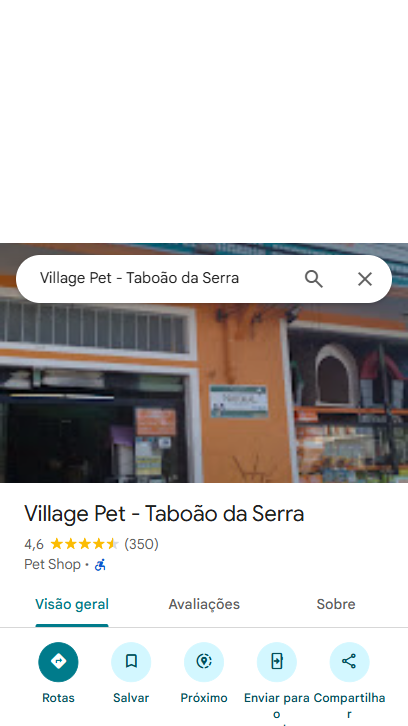 Village Pet - Taboão da Serra
NATURAL
Village Pet - Taboão da Serra
4,6 (350)
Pet Shop ·
Visão geral Avaliações Sobre
Rotas Salvar Próximo Enviar para o Compartilhar